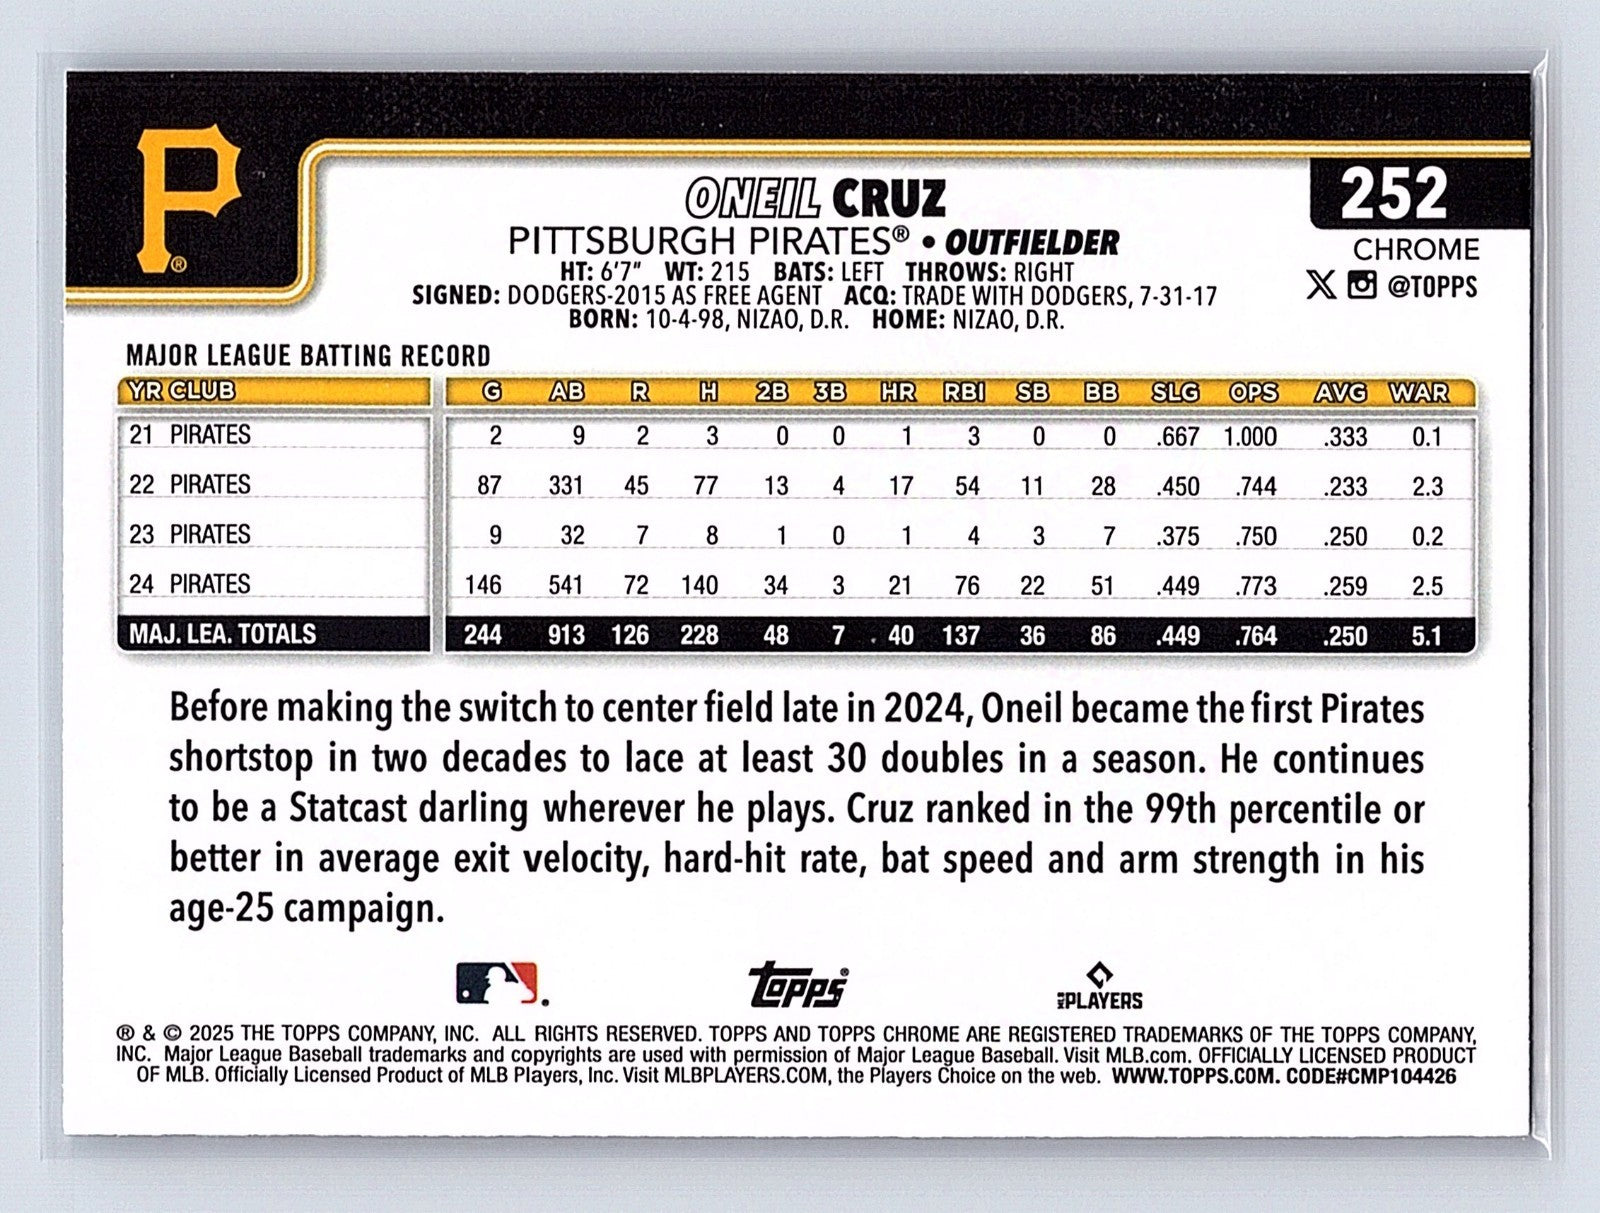 P®
ONEIL CRUZ
252
PITTSBURGH PIRATES® • OUTFIELDER
CHROME
HT: 6'7" WT: 215 BATS: LEFT THROWS: RIGHT
@TOPPS
SIGNED: DODGERS-2015 AS FREE AGENT ACQ: TRADE WITH DODGERS, 7-31-17
BORN: 10-4-98, NIZAO, D.R. HOME: NIZAO, D.R.
MAJOR LEAGUE BATTING RECORD
YR CLUB G AB R H 2B 3B HR RBI SB BB SLG OPS AVG WAR
21 PIRATES 2 9 2 3 0 0 1 3 0 0 .667 1.000 .333 0.1
22 PIRATES 87 331 45 77 13 4 17 54 11 28 .450 .744 .233 2.3
23 PIRATES 9 32 7 8 1 0 1 4 3 7 .375 .750 .250 0.2
24 PIRATES 146 541 72 140 34 3 21 76 22 51 .449 .773 .259 2.5
MAJ. LEA. TOTALS 244 913 126 228 48 7 40 137 36 86 .449 .764 .250 5.1
Before making the switch to center field late in 2024, Oneil became the first Pirates
shortstop in two decades to lace at least 30 doubles in a season. He continues
to be a Statcast darling wherever he plays. Cruz ranked in the 99th percentile or
better in average exit velocity, hard-hit rate, bat speed and arm strength in his
age-25 campaign.
Topps®
MLB PLAYERS
® & © 2025 THE TOPPS COMPANY, INC. ALL RIGHTS RESERVED. TOPPS AND TOPPS CHROME ARE REGISTERED TRADEMARKS OF THE TOPPS COMPANY,
INC. Major League Baseball trademarks and copyrights are used with permission of Major League Baseball. Visit MLB.com. OFFICIALLY LICENSED PRODUCT
OF MLB. Officially Licensed Product of MLB Players, Inc. Visit MLBPLAYERS.COM, the Players Choice on the web. WWW.TOPPS.COM. CODE#CMP104426